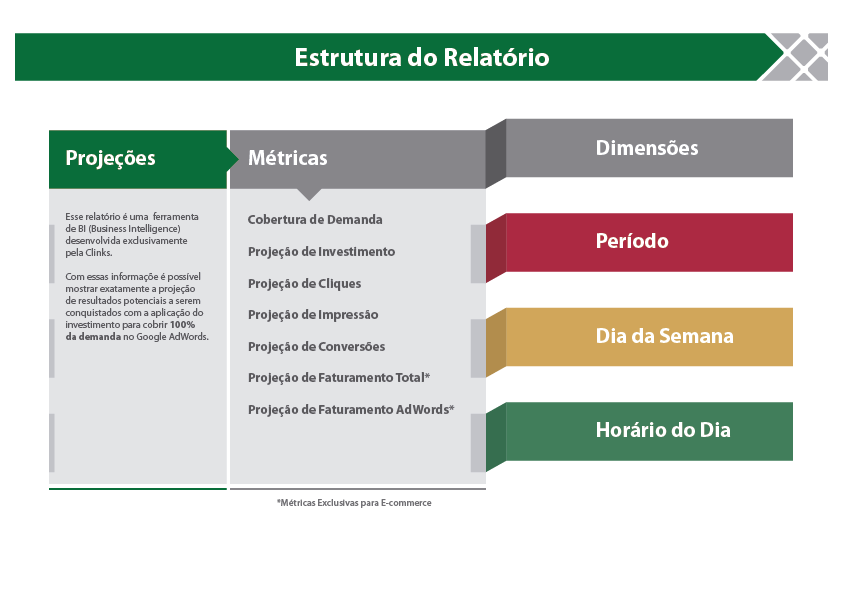 Estrutura do Relatório
Projeções
Esse relatório é uma ferramenta
de BI (Business Intelligence)
desenvolvida exclusivamente
pela Clinks.
Com essas informaçõe é possível
mostrar exatamente a projeção
de resultados potenciais a serem
conquistados com a aplicação do
investimento para cobrir 100%
da demanda no Google AdWords.
Métricas
Cobertura de Demanda
Projeção de Investimento
Projeção de Cliques
Projeção de Impressão
Projeção de Conversões
Projeção de Faturamento Total*
Projeção de Faturamento AdWords*
*Métricas Exclusivas para E-commerce
Dimensões
Período
Dia da Semana
Horário do Dia